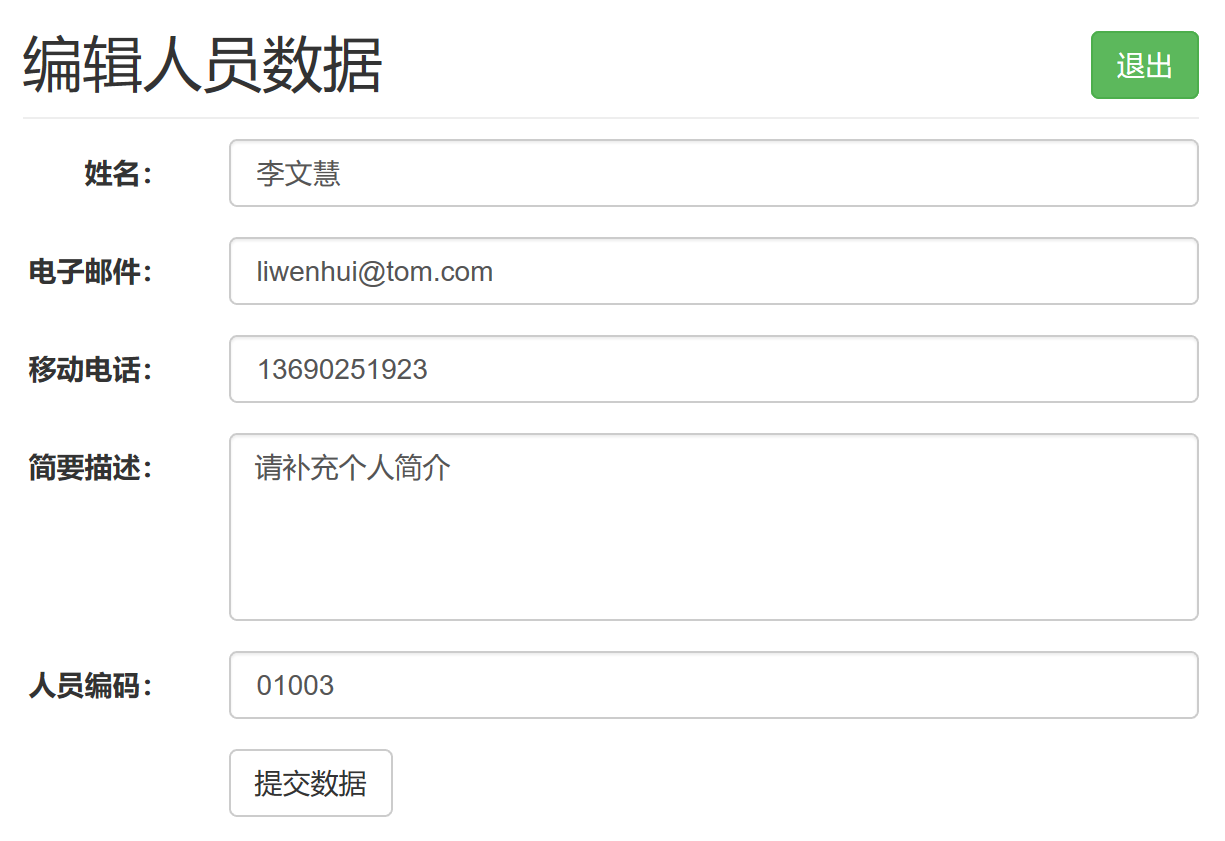 编辑人员数据
退出
姓名：
李文慧
电子邮件：
liwenhui@tom.com
移动电话：
13690251923
简要描述：
请补充个人简介
人员编码：
01003
提交数据